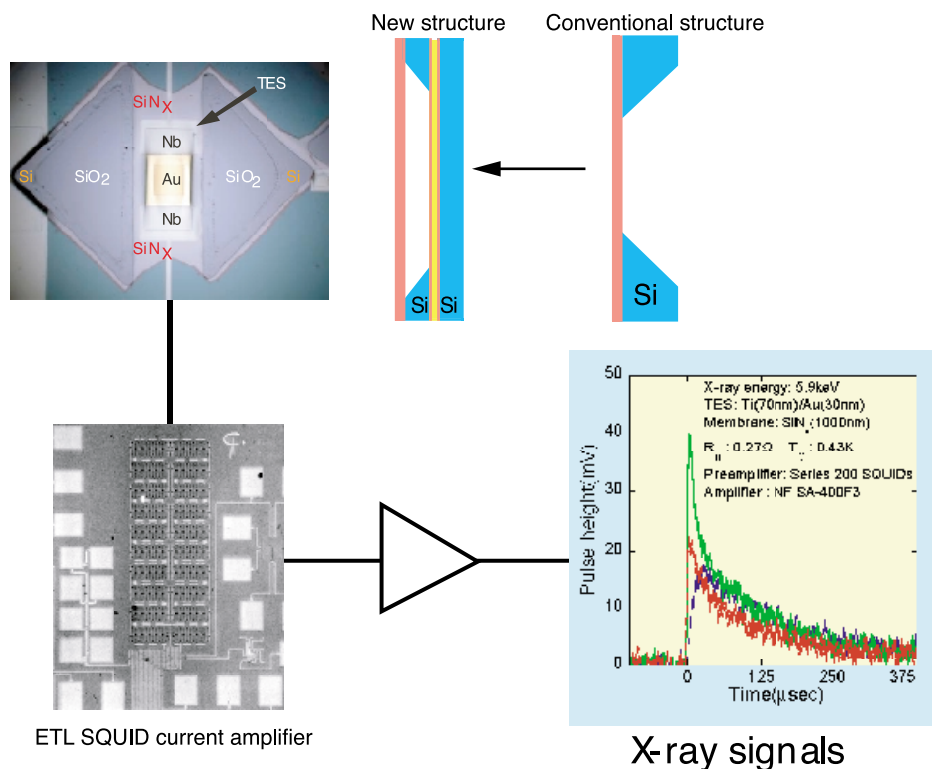 New structure
Conventional structure
TES
SiNX
Nb
Si
SiO2
Au
SiO2
Si
Nb
SiNX
Si
Si
Si
X-ray energy: 5.9keV
TES: Ti(70nm)/Au(30nm)
Membrane: SiN (1000nm)
R : 0.27Ω T : 0.43K
Preamplifier: Series 200 SQUIDs
Amplifier : NF SA-400F3
Pulse height(mV)
50
40
30
20
10
0
0
125
250
375
Time(μsec)
ETL SQUID current amplifier
X-ray signals